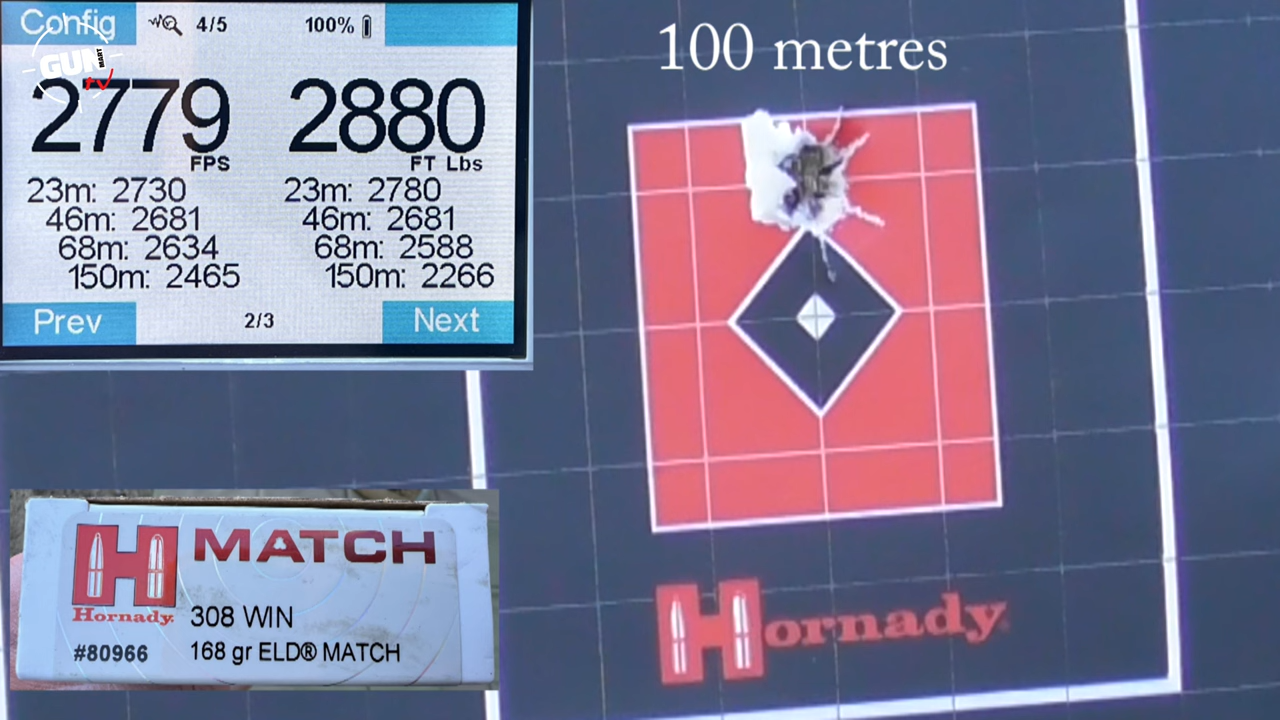 Config 4/5 100%
GUN
MART
TV
2779 FPS 2880 FT Lbs
23m: 2730 23m: 2780
46m: 2681 46m: 2681
68m: 2634 68m: 2588
150m: 2465 150m: 2266
Prev 2/3 Next
100 metres
H MATCH
Hornady. 308 WIN
#80966 168 gr ELD® MATCH
Hornady